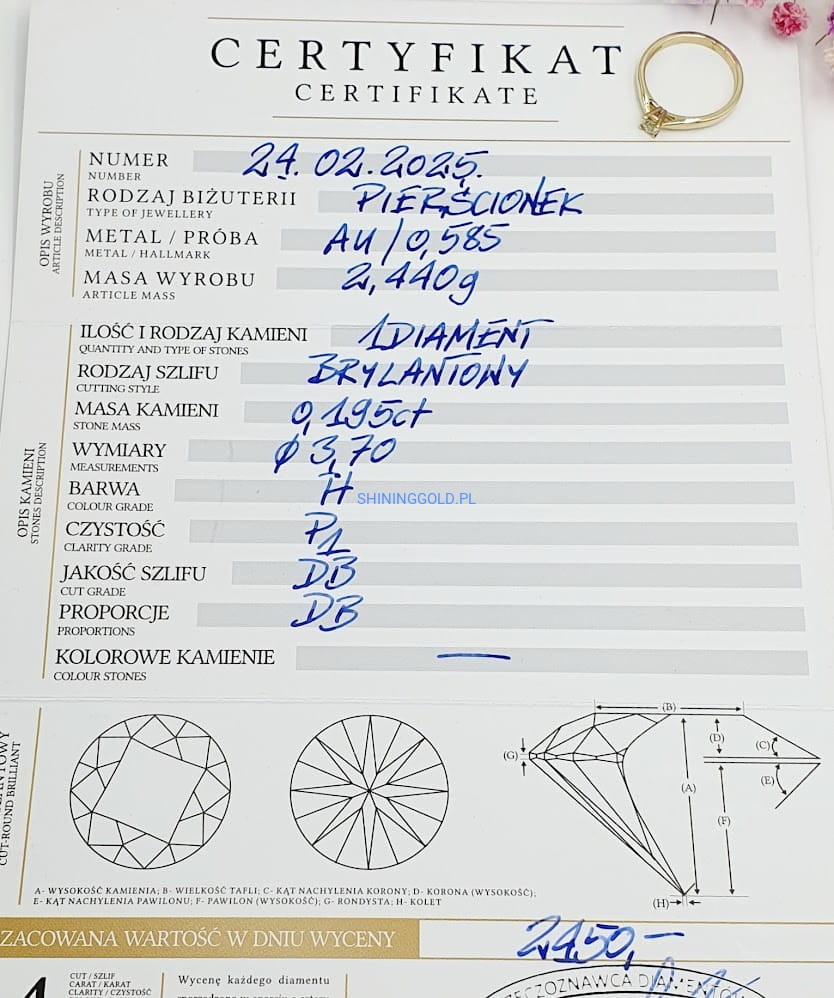 CERTYFIKAT
CERTIFIKATE
OPIS WYROBU
ARTICLE DESCRIPTION
NUMER 24.02.2025.
NUMBER
RODZAJ BIŻUTERII PIERŚCIONEK
TYPE OF JEWELLERY
METAL / PRÓBA AU/0,585
METAL / HALLMARK
MASA WYROBU 2,440g
ARTICLE MASS
OPIS KAMIENI
STONES DESCRIPTION
ILOŚĆ I RODZAJ KAMIENI 1DIAMENT
QUANTITY AND TYPE OF STONES
RODZAJ SZLIFU BRYLANTOWY
CUTTING STYLE
MASA KAMIENI 0,195ct
STONE MASS
WYMIARY ø 3,70
MEASUREMENTS
BARWA H
COLOUR GRADE
SHININGGOLD.PL
CZYSTOŚĆ P1
CLARITY GRADE
JAKOŚĆ SZLIFU DB
CUT GRADE
PROPORCJE DB
PROPORTIONS
KOLOROWE KAMIENIE —
COLOUR STONES
CUT-ROUND BRILLIANT
(B)
(D)
(C)
(G)
(E)
(A)
(F)
(H)
A- WYSOKOŚĆ KAMIENIA; B- WIELKOŚĆ TAFLI; C- KĄT NACHYLENIA KORONY; D- KORONA (WYSOKOŚĆ);
E- KĄT NACHYLENIA PAWILONU; F- PAWILON (WYSOKOŚĆ); G- RONDYSTA; H- KOLET
ZACOWANA WARTOŚĆ W DNIU WYCENY 2450,—
4
CUT / SZLIF
CARAT / KARAT
CLARITY / CZYSTOŚĆ
Wycenę każdego diamentu
RZECZOZNAWCA DIAMENTÓW